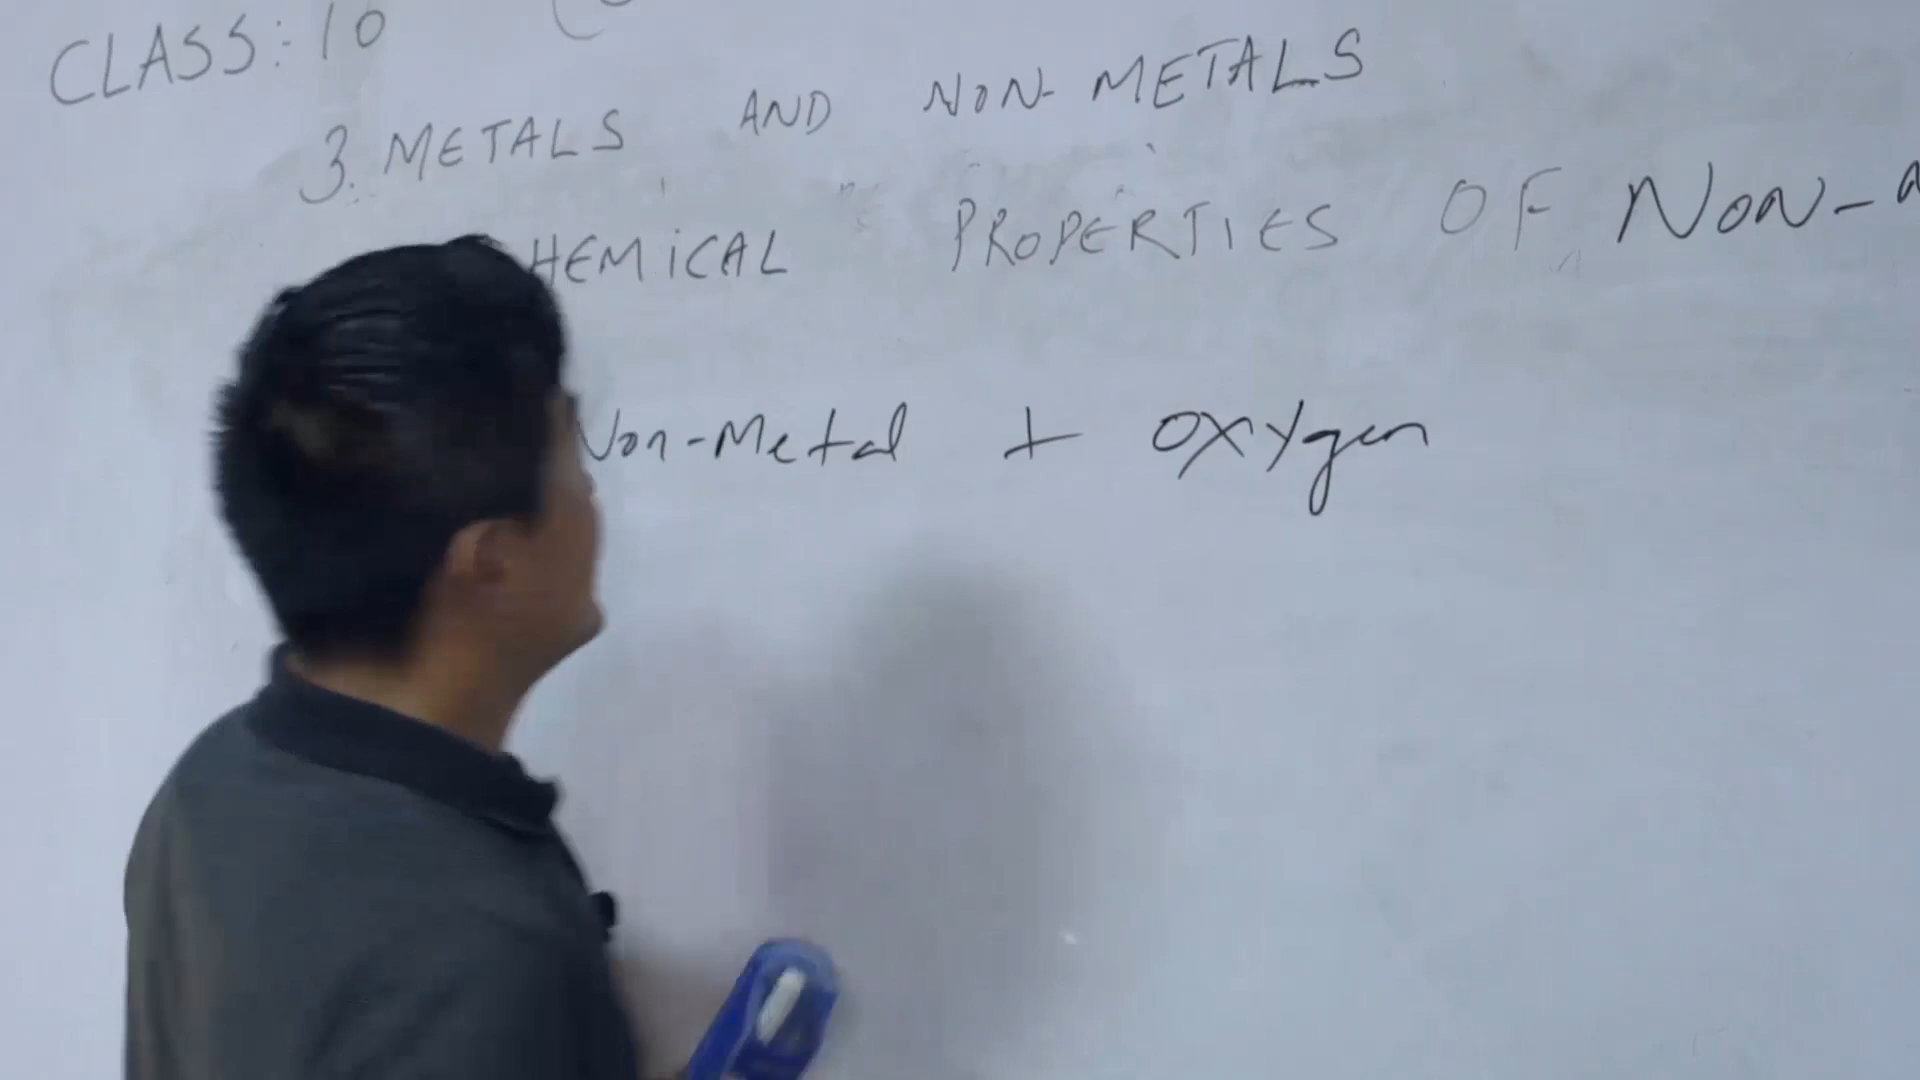 CLASS:- 10
3. METALS AND NON-METALS
HEMICAL PROPERTIES OF NON-
Non-Metal + Oxygen